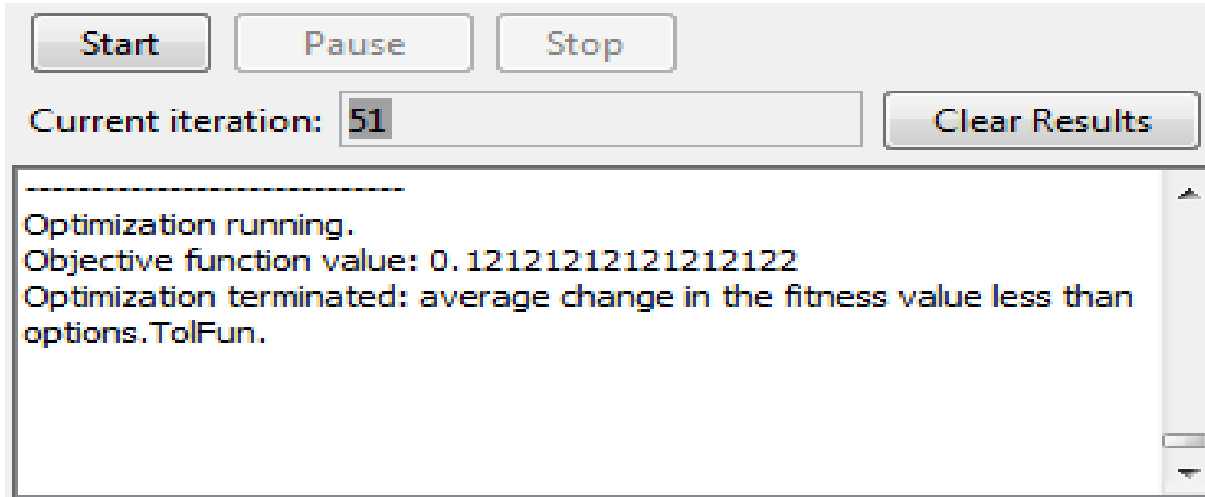 Start Pause Stop
Current iteration: 51 Clear Results
-----------------------------
Optimization running.
Objective function value: 0.12121212121212122
Optimization terminated: average change in the fitness value less than
options.TolFun.